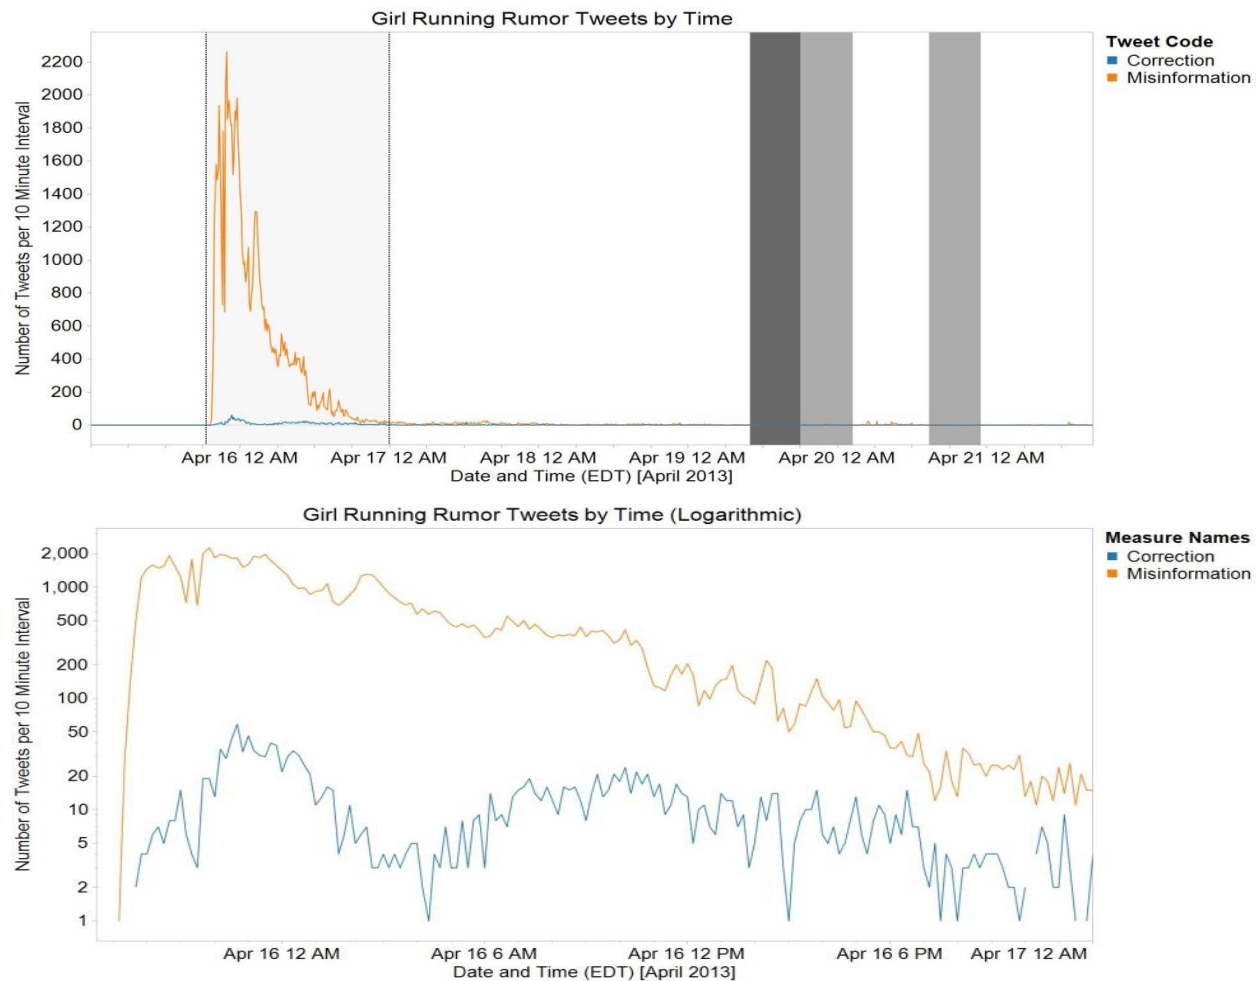 Girl Running Rumor Tweets by Time
Tweet Code
Correction
Misinformation
Number of Tweets per 10 Minute Interval
2200
2000
1800
1600
1400
1200
1000
800
600
400
200
0
Apr 16 12 AM Apr 17 12 AM Apr 18 12 AM Apr 19 12 AM Apr 20 12 AM Apr 21 12 AM
Date and Time (EDT) [April 2013]
Girl Running Rumor Tweets by Time (Logarithmic)
Measure Names
Correction
Misinformation
Number of Tweets per 10 Minute Interval
2,000
1,000
500
200
100
50
20
10
5
2
1
Apr 16 12 AM Apr 16 6 AM Apr 16 12 PM Apr 16 6 PM Apr 17 12 AM
Date and Time (EDT) [April 2013]